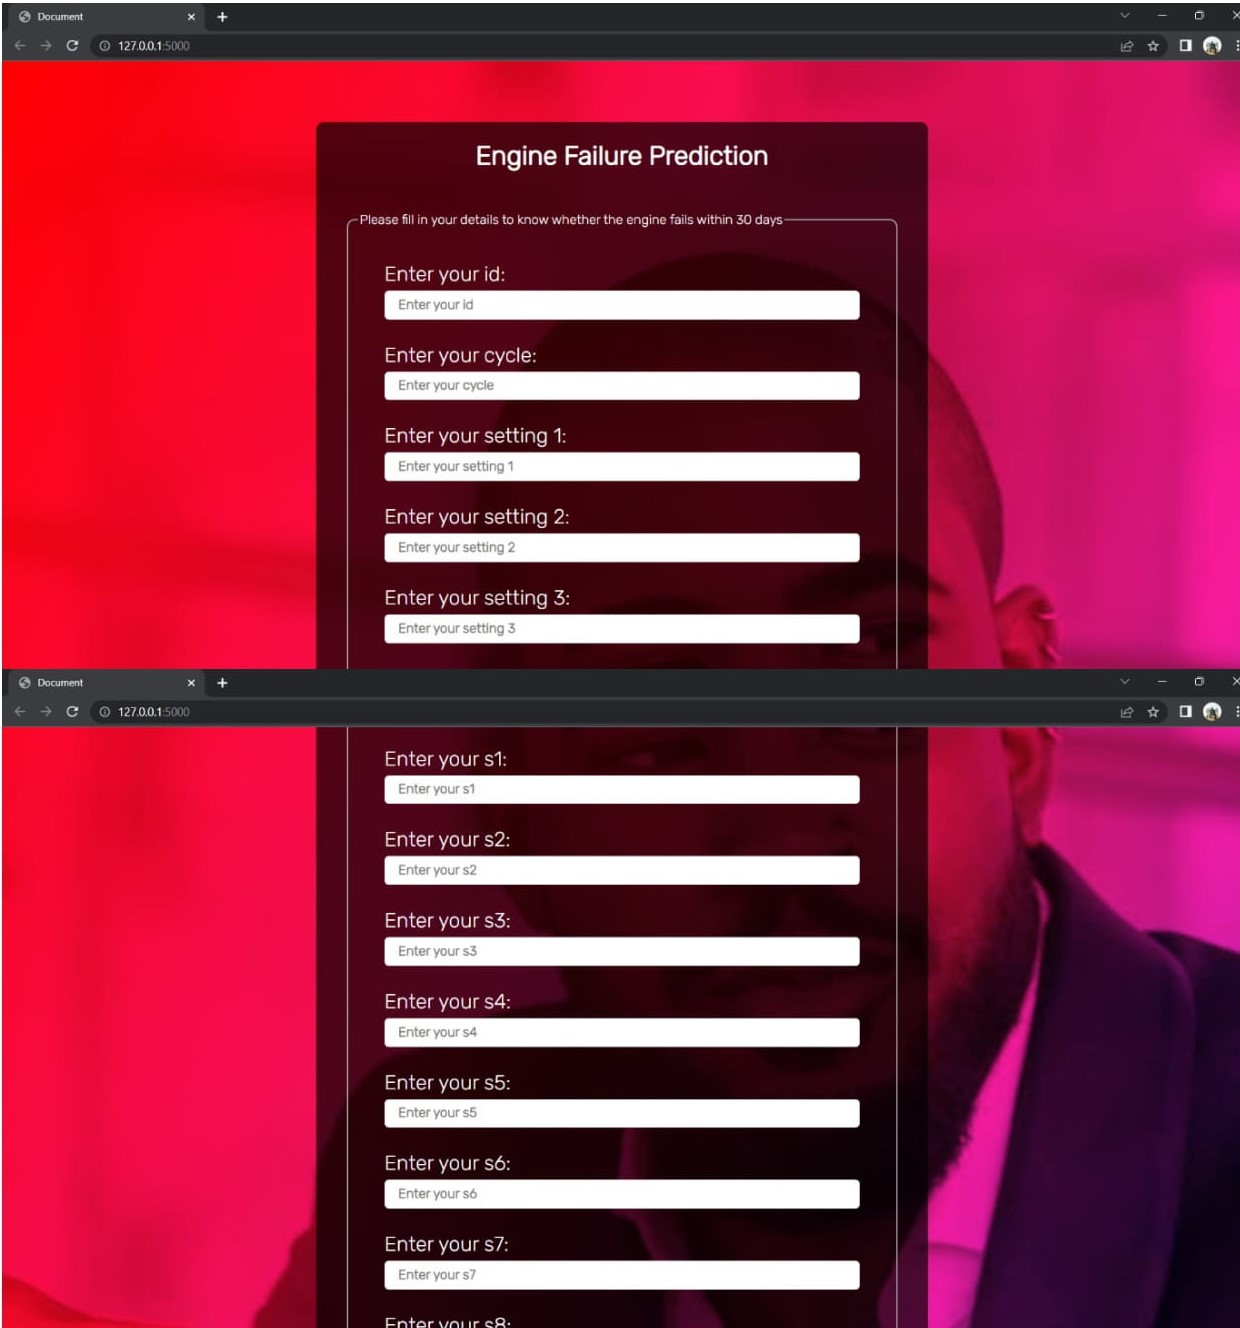 Document
127.0.0.1:5000
Engine Failure Prediction
Please fill in your details to know whether the engine fails within 30 days
Enter your id:
Enter your id
Enter your cycle:
Enter your cycle
Enter your setting 1:
Enter your setting 1
Enter your setting 2:
Enter your setting 2
Enter your setting 3:
Enter your setting 3
Document
127.0.0.1:5000
Enter your s1:
Enter your s1
Enter your s2:
Enter your s2
Enter your s3:
Enter your s3
Enter your s4:
Enter your s4
Enter your s5:
Enter your s5
Enter your s6:
Enter your s6
Enter your s7:
Enter your s7
Enter your s8: